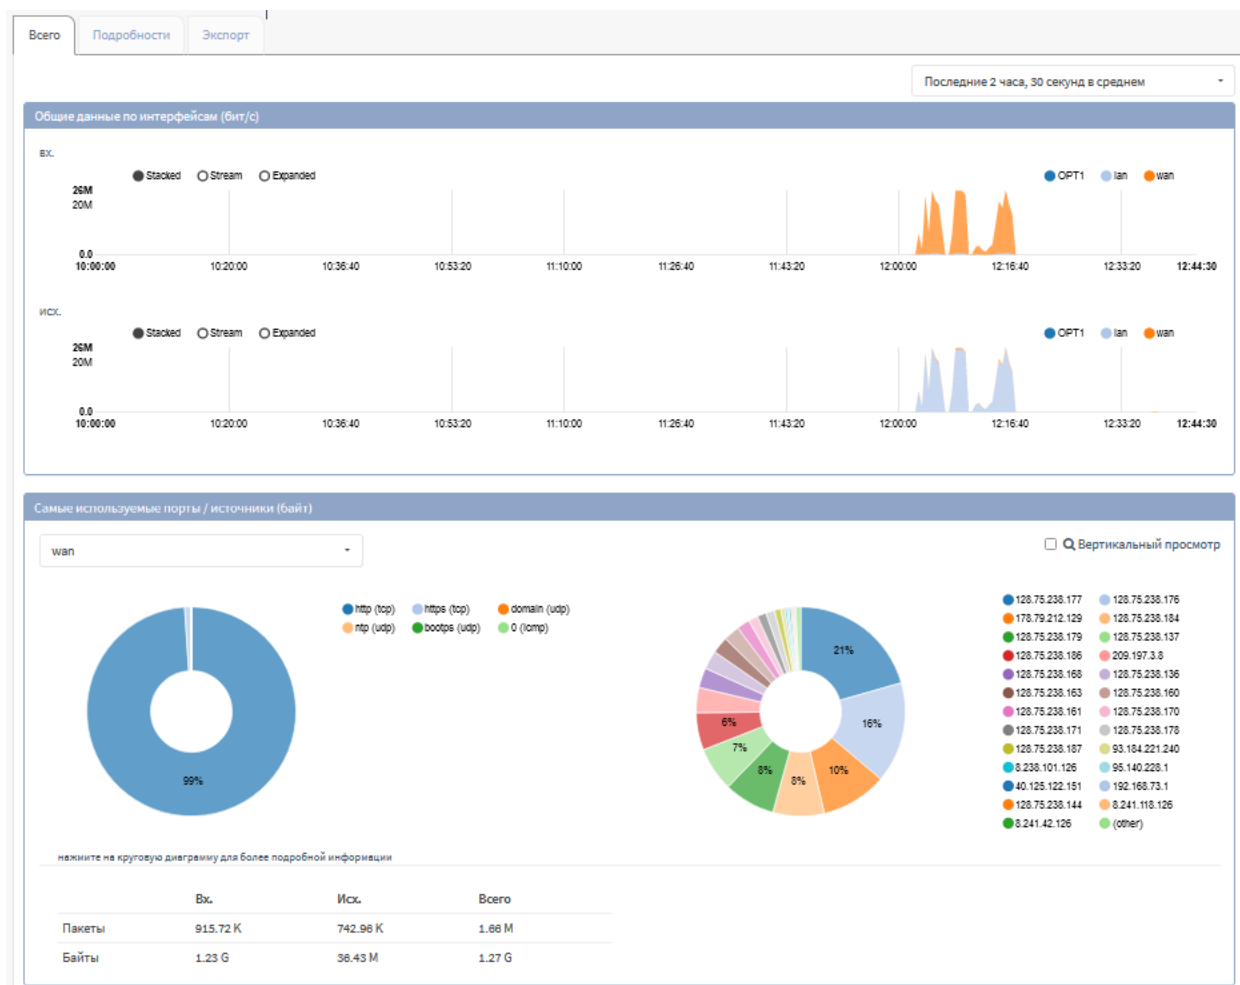 Всего Подробности Экспорт
Последние 2 часа, 30 секунд в среднем
Общие данные по интерфейсам (бит/с)
вх.
Stacked Stream Expanded OPT1 lan wan
26M
20M
0.0
10:00:00 10:20:00 10:36:40 10:53:20 11:10:00 11:26:40 11:43:20 12:00:00 12:16:40 12:33:20 12:44:30
исх.
Stacked Stream Expanded OPT1 lan wan
26M
20M
0.0
10:00:00 10:20:00 10:36:40 10:53:20 11:10:00 11:26:40 11:43:20 12:00:00 12:16:40 12:33:20 12:44:30
Самые используемые порты / источники (байт)
wan
Вертикальный просмотр
http (tcp) https (tcp) domain (udp)
ntp (udp) bootps (udp) 0 (icmp)
99%
21%
16%
10%
8%
8%
7%
6%
128.75.238.177 128.75.238.176
178.79.212.129 128.75.238.184
128.75.238.179 128.75.238.137
128.75.238.186 209.197.3.8
128.75.238.168 128.75.238.136
128.75.238.163 128.75.238.160
128.75.238.161 128.75.238.170
128.75.238.171 128.75.238.178
128.75.238.187 93.184.221.240
8.238.101.126 95.140.228.1
40.125.122.151 192.168.73.1
128.75.238.144 8.241.118.126
8.241.42.126 (other)
нажмите на круговую диаграмму для более подробной информации
Вх. Исх. Всего
Пакеты 915.72 K 742.96 K 1.66 M
Байты 1.23 G 36.43 M 1.27 G